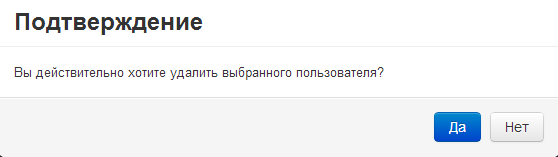 Подтверждение
Вы действительно хотите удалить выбранного пользователя?
Да Нет